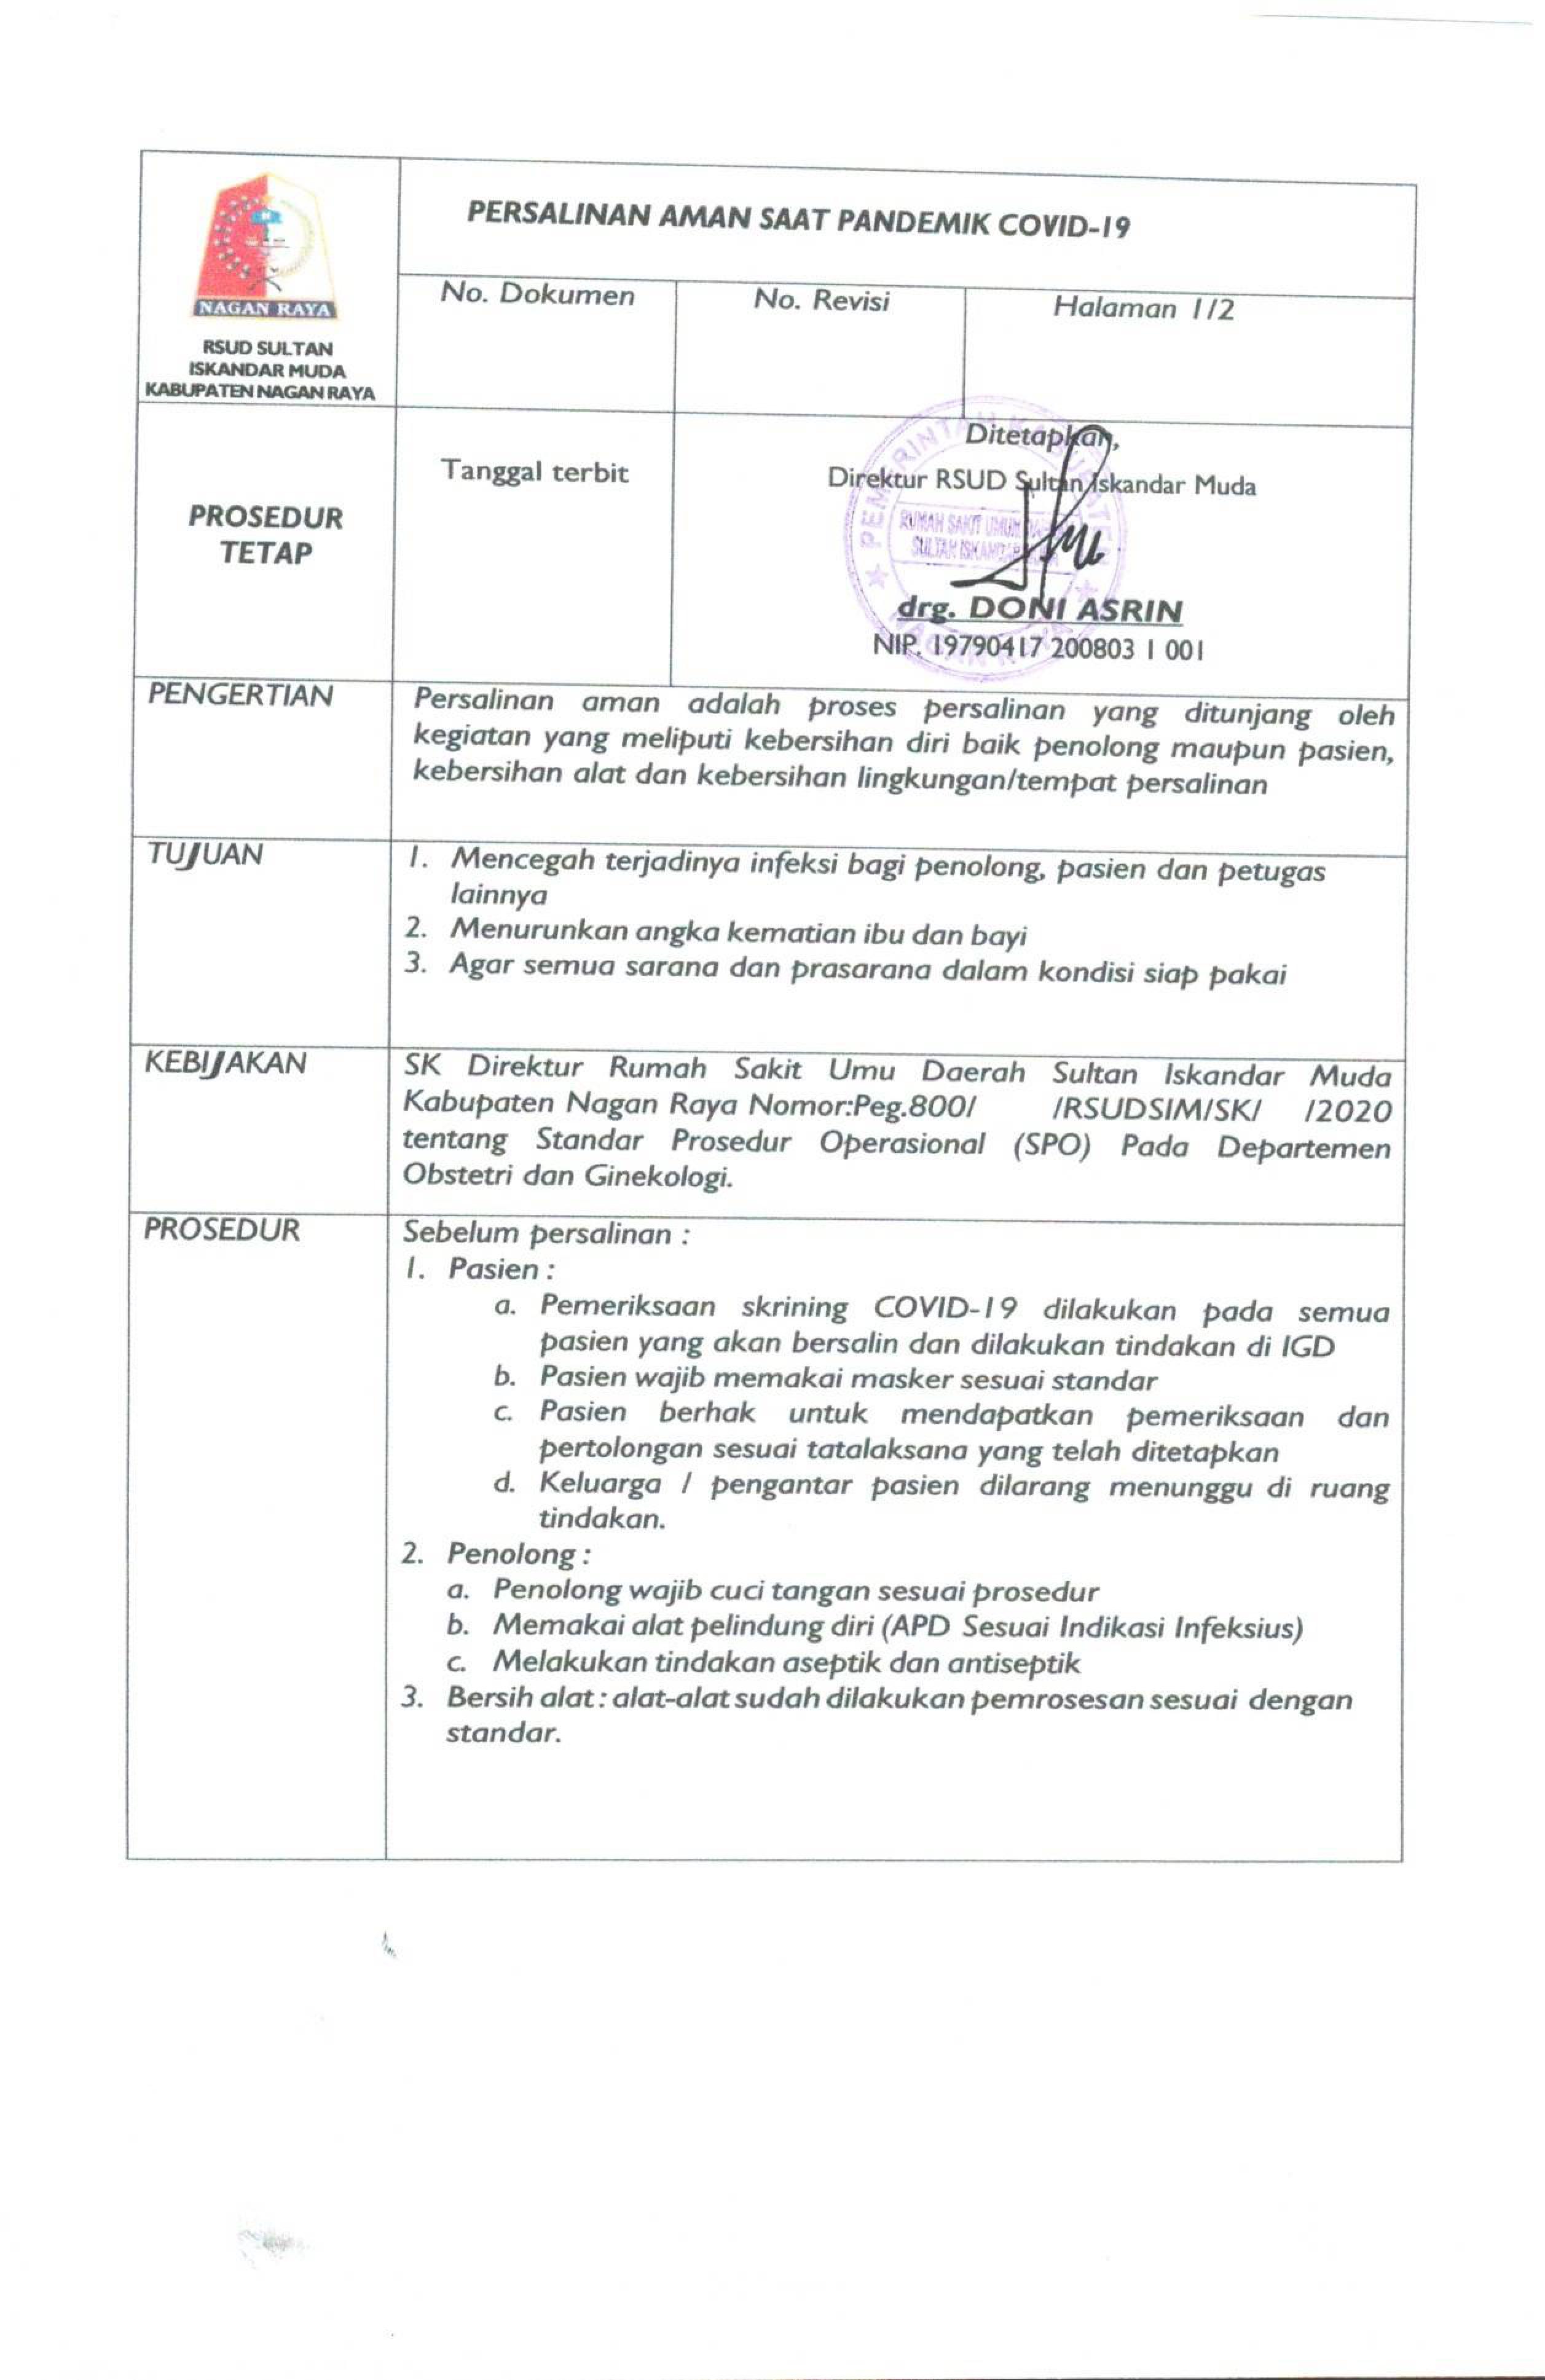 PERSALINAN AMAN SAAT PANDEMIK COVID-19
NAGAN RAYA
RSUD SULTAN
ISKANDAR MUDA
KABUPATEN NAGAN RAYA
No. Dokumen
No. Revisi
Halaman 1/2
PROSEDUR
TETAP
Tanggal terbit
Ditetapkan,
Direktur RSUD Sultan Iskandar Muda
PEMERINTAH KABUPATEN
RUMAH SAKIT UMUM
SULTAN ISKANDAR
NAGAN RAYA
drg. DONI ASRIN
NIP. 19790417 200803 1 001
PENGERTIAN
Persalinan aman adalah proses persalinan yang ditunjang oleh
kegiatan yang meliputi kebersihan diri baik penolong maupun pasien,
kebersihan alat dan kebersihan lingkungan/tempat persalinan
TUJUAN
1. Mencegah terjadinya infeksi bagi penolong, pasien dan petugas
lainnya
2. Menurunkan angka kematian ibu dan bayi
3. Agar semua sarana dan prasarana dalam kondisi siap pakai
KEBIJAKAN
SK Direktur Rumah Sakit Umu Daerah Sultan Iskandar Muda
Kabupaten Nagan Raya Nomor:Peg.800/ /RSUDSIM/SK/ /2020
tentang Standar Prosedur Operasional (SPO) Pada Departemen
Obstetri dan Ginekologi.
PROSEDUR
Sebelum persalinan :
1. Pasien :
a. Pemeriksaan skrining COVID-19 dilakukan pada semua
pasien yang akan bersalin dan dilakukan tindakan di IGD
b. Pasien wajib memakai masker sesuai standar
c. Pasien berhak untuk mendapatkan pemeriksaan dan
pertolongan sesuai tatalaksana yang telah ditetapkan
d. Keluarga / pengantar pasien dilarang menunggu di ruang
tindakan.
2. Penolong :
a. Penolong wajib cuci tangan sesuai prosedur
b. Memakai alat pelindung diri (APD Sesuai Indikasi Infeksius)
c. Melakukan tindakan aseptik dan antiseptik
3. Bersih alat : alat-alat sudah dilakukan pemrosesan sesuai dengan
standar.